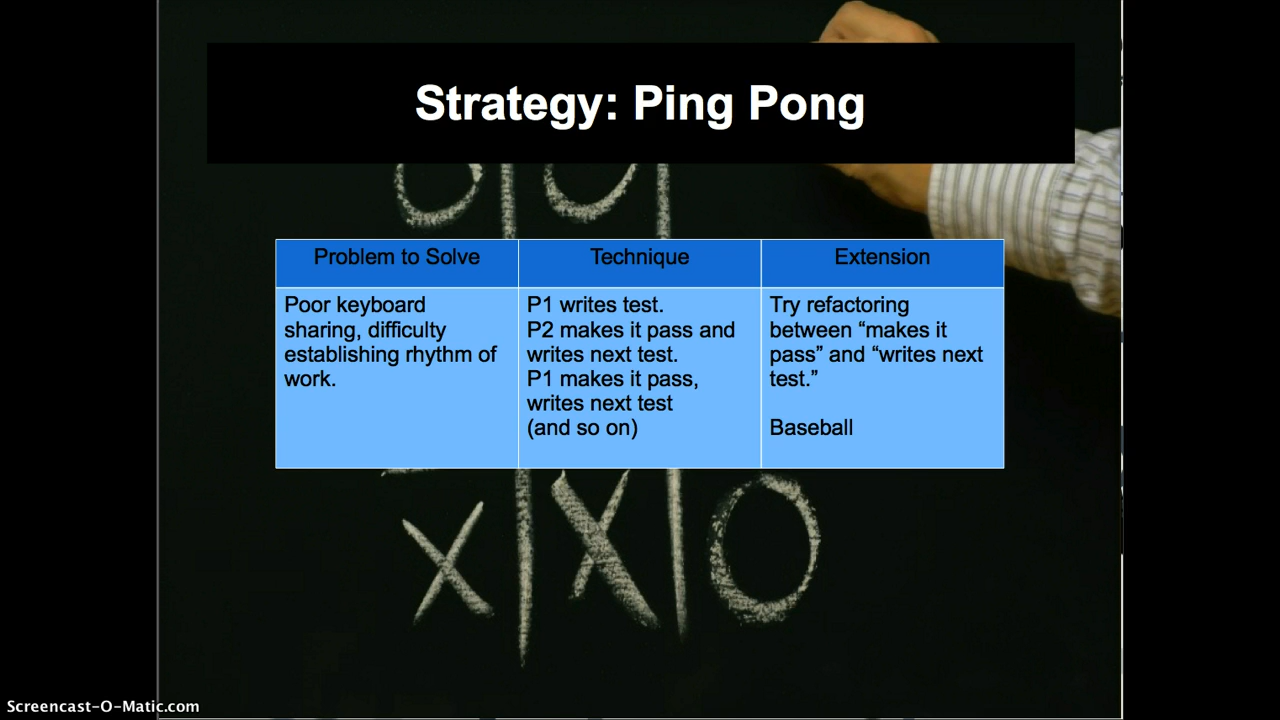 Strategy: Ping Pong
Problem to Solve
Technique
Extension
Poor keyboard
sharing, difficulty
establishing rhythm of
work.
P1 writes test.
P2 makes it pass and
writes next test.
P1 makes it pass,
writes next test
(and so on)
Try refactoring
between “makes it
pass” and “writes next
test.”
Baseball
X X O
Screencast-O-Matic.com